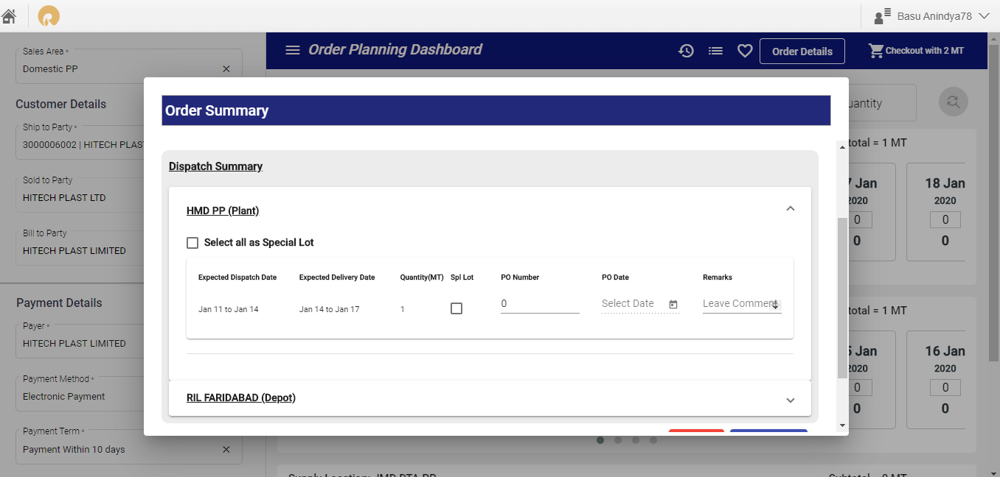 Basu Anindya78
Sales Area *
Domestic PP
Customer Details
Ship to Party *
3000006002 | HITECH PLAS
Sold to Party
HITECH PLAST LTD
Bill to Party
HITECH PLAST LIMITED
Payment Details
Payer *
HITECH PLAST LIMITED
Payment Method *
Electronic Payment
Payment Term *
Payment Within 10 days
Order Planning Dashboard
Order Details
Checkout with 2 MT
Order Summary
Dispatch Summary
HMD PP (Plant)
Select all as Special Lot
Expected Dispatch Date Expected Delivery Date Quantity(MT) Spl Lot PO Number PO Date Remarks
Jan 11 to Jan 14 Jan 14 to Jan 17 1 0 Select Date Leave Comment
RIL FARIDABAD (Depot)
uantity
total = 1 MT
7 Jan 18 Jan
2020 2020
0 0
0 0
total = 1 MT
5 Jan 16 Jan
2020 2020
0 0
0 0